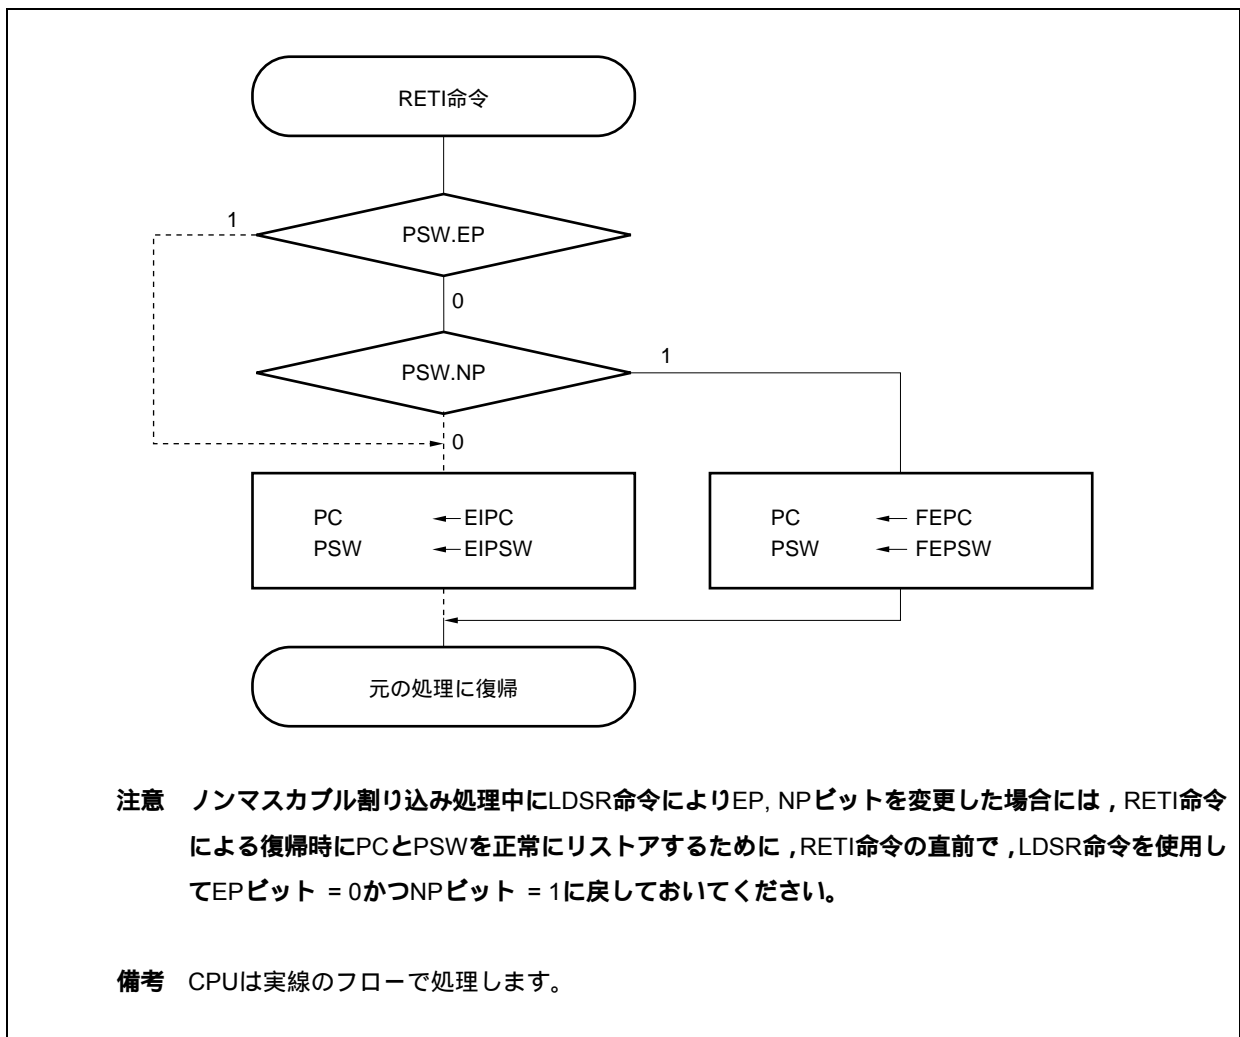 RETI命令
1
PSW.EP
0
1
PSW.NP
0
PC ← EIPC
PSW ← EIPSW
PC ← FEPC
PSW ← FEPSW
元の処理に復帰
注意 ノンマスカブル割り込み処理中にLDSR命令によりEP, NPビットを変更した場合には，RETI命令
による復帰時にPCとPSWを正常にリストアするために，RETI命令の直前で，LDSR命令を使用し
てEPビット = 0かつNPビット = 1に戻しておいてください。
備考 CPUは実線のフローで処理します。